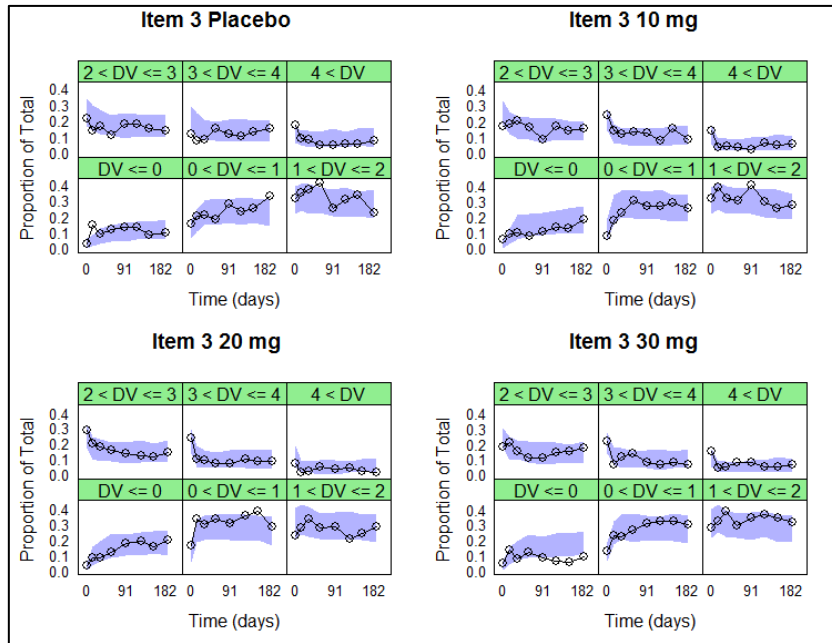 Item 3 Placebo
2 < DV <= 3 3 < DV <= 4 4 < DV
DV <= 0 0 < DV <= 1 1 < DV <= 2
Proportion of Total
0.4
0.3
0.2
0.1
0.0
0.4
0.3
0.2
0.1
0.0
0 91 182 0 91 182 0 91 182
Time (days)
Item 3 10 mg
2 < DV <= 3 3 < DV <= 4 4 < DV
DV <= 0 0 < DV <= 1 1 < DV <= 2
Proportion of Total
0.4
0.3
0.2
0.1
0.0
0.4
0.3
0.2
0.1
0.0
0 91 182 0 91 182 0 91 182
Time (days)
Item 3 20 mg
2 < DV <= 3 3 < DV <= 4 4 < DV
DV <= 0 0 < DV <= 1 1 < DV <= 2
Proportion of Total
0.4
0.3
0.2
0.1
0.0
0.4
0.3
0.2
0.1
0.0
0 91 182 0 91 182 0 91 182
Time (days)
Item 3 30 mg
2 < DV <= 3 3 < DV <= 4 4 < DV
DV <= 0 0 < DV <= 1 1 < DV <= 2
Proportion of Total
0.4
0.3
0.2
0.1
0.0
0.4
0.3
0.2
0.1
0.0
0 91 182 0 91 182 0 91 182
Time (days)